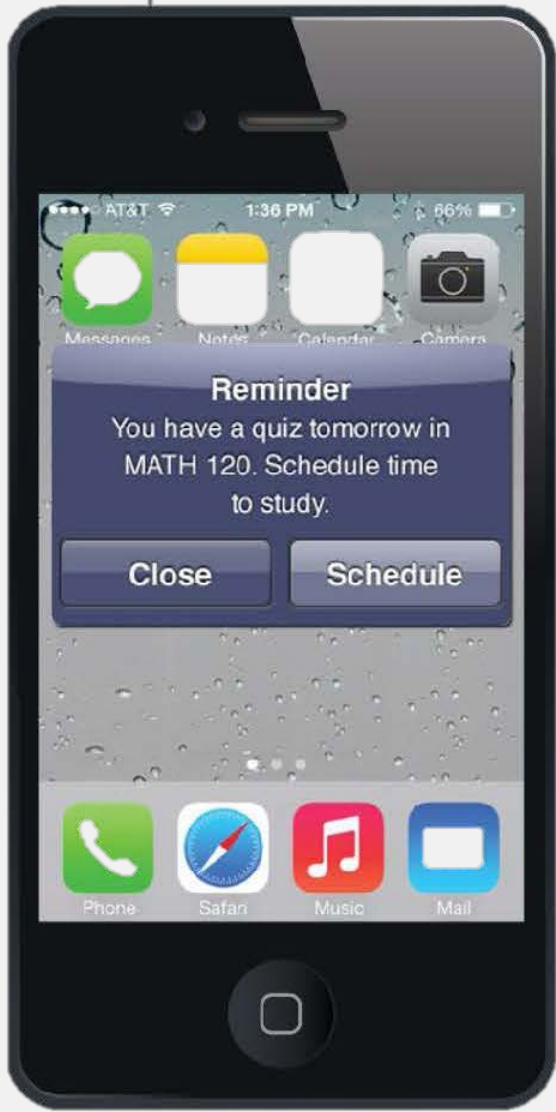 AT&T 1:36 PM 66%
Messages Notes Calendar Camera
Reminder
You have a quiz tomorrow in
MATH 120. Schedule time
to study.
Close Schedule
Phone Safari Music Mail